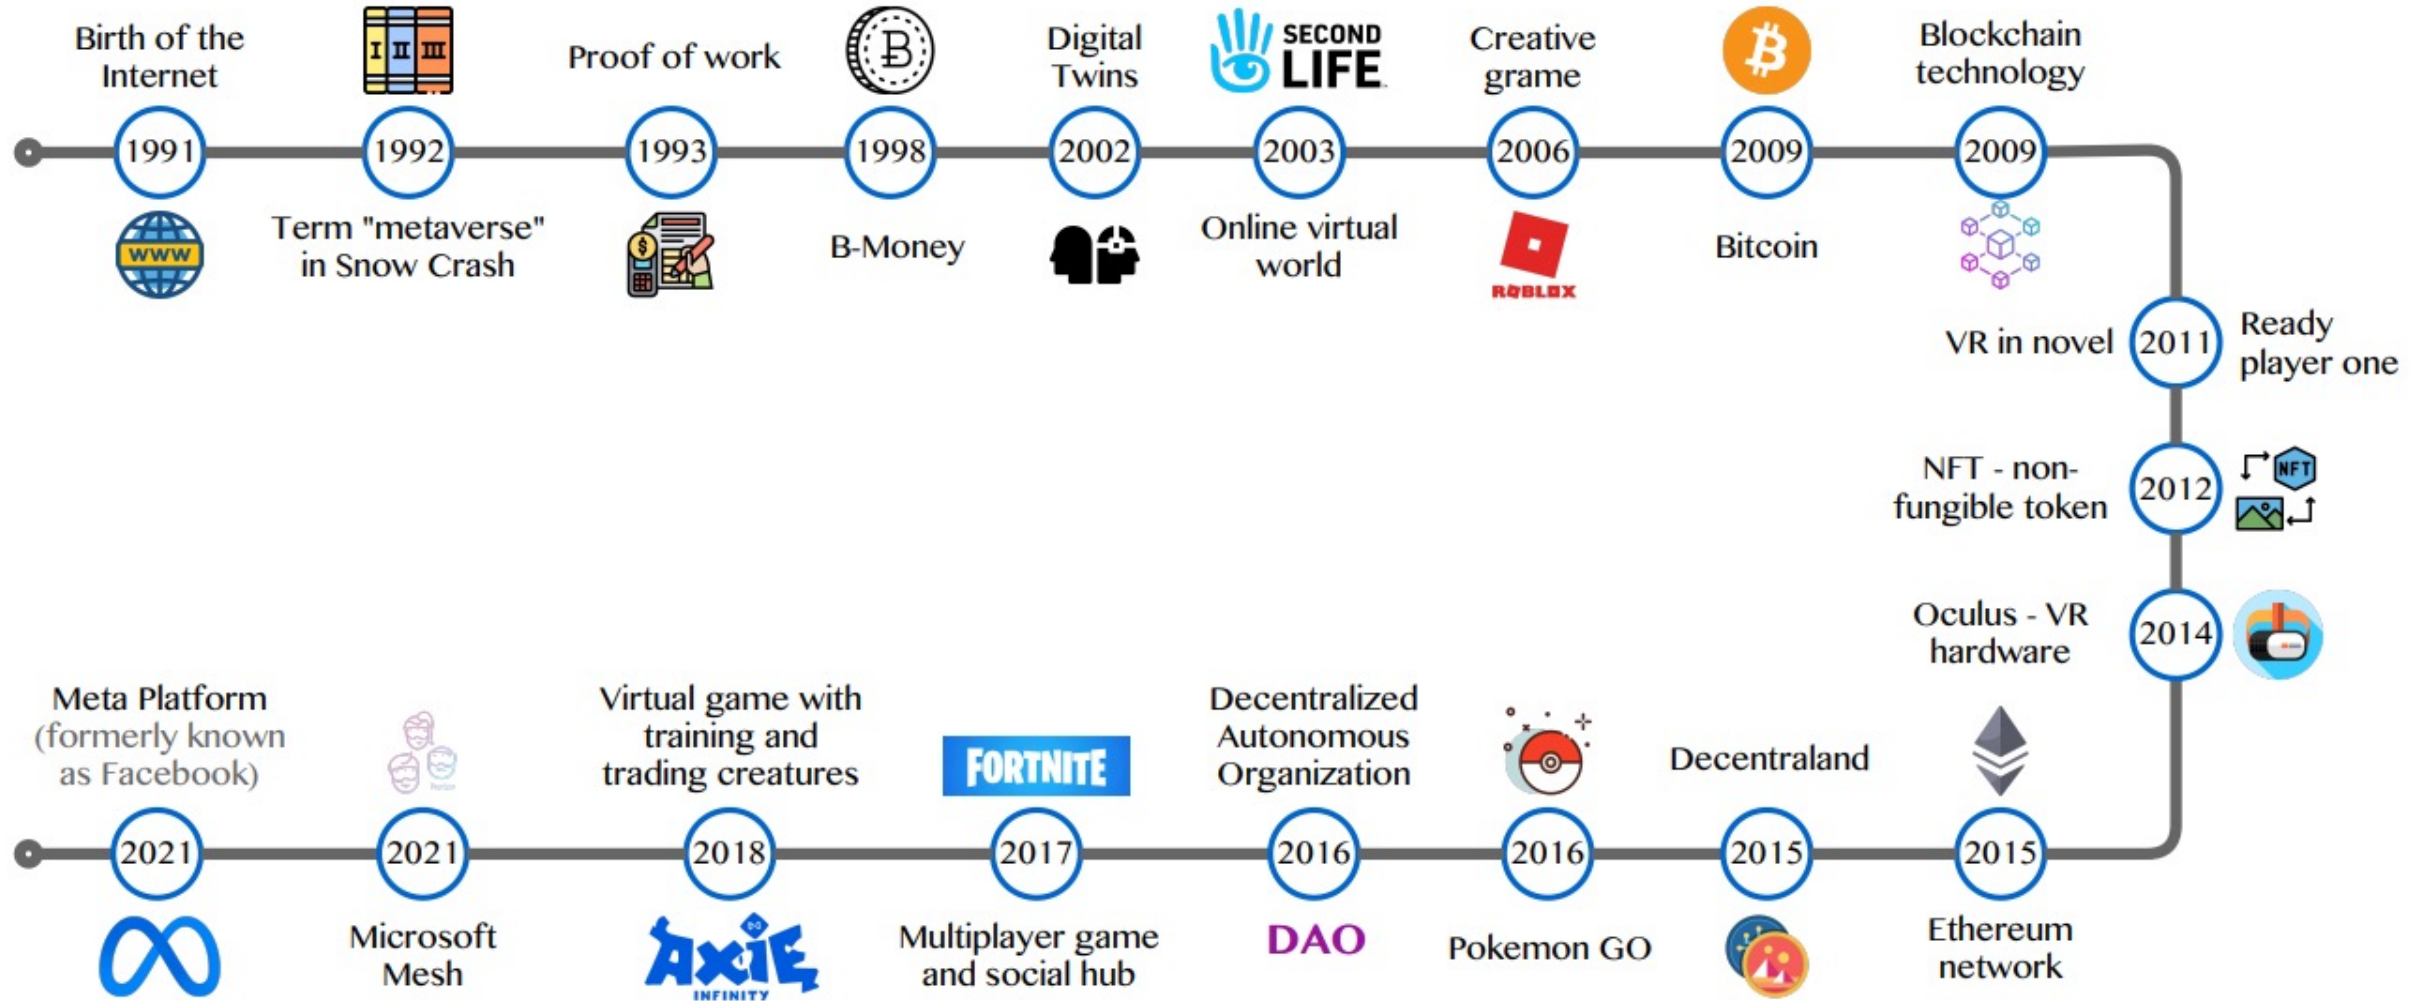 Birth of the
Internet
1991
WWW
I II III
1992
Term "metaverse"
in Snow Crash
Proof of work
1993
$
B
1998
B-Money
Digital
Twins
2002
SECOND
LIFE
2003
Online virtual
world
Creative
grame
2006
ROBLOX
B
2009
Bitcoin
Blockchain
technology
2009
VR in novel
2011
Ready
player one
NFT - non-
fungible token
2012
NFT
Oculus - VR
hardware
2014
2015
Ethereum
network
Decentraland
2015
2016
Pokemon GO
Decentralized
Autonomous
Organization
2016
DAO
FORTNITE
2017
Multiplayer game
and social hub
Virtual game with
training and
trading creatures
2018
AXIE
INFINITY
2021
Microsoft
Mesh
Meta Platform
(formerly known
as Facebook)
2021